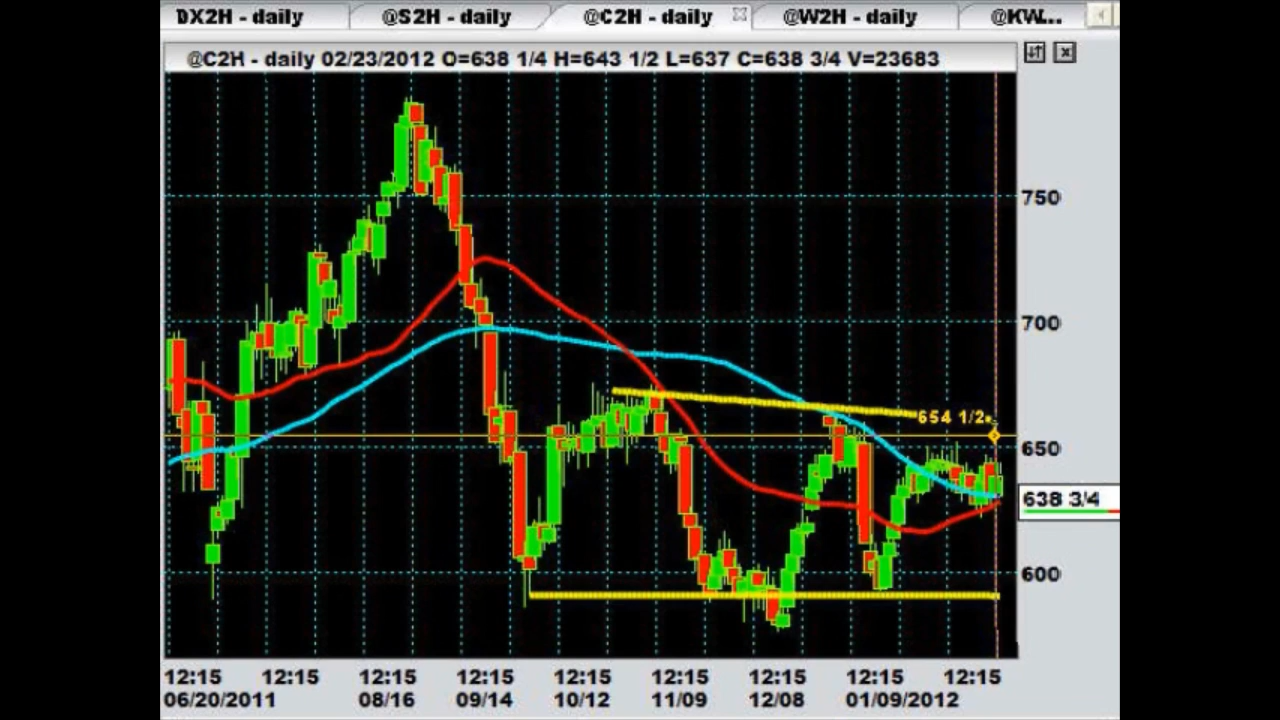 DX2H - daily @S2H - daily @C2H - daily @W2H - daily @KW...
@C2H - daily 02/23/2012 O=638 1/4 H=643 1/2 L=637 C=638 3/4 V=23683
750
700
654 1/2
650
638 3/4
600
12:15 12:15 12:15 12:15 12:15 12:15 12:15 12:15 12:15
06/20/2011 08/16 09/14 10/12 11/09 12/08 01/09/2012